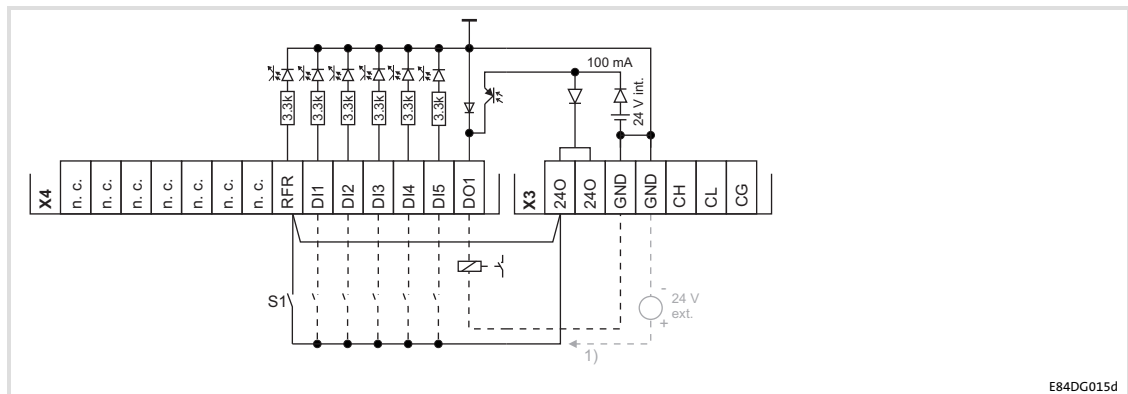 100 mA
24 V int.
3.3k
3.3k
3.3k
3.3k
3.3k
3.3k
X4
n. c.
n. c.
n. c.
n. c.
n. c.
n. c.
n. c.
RFR
DI1
DI2
DI3
DI4
DI5
DO1
X3
24O
24O
GND
GND
CH
CL
CG
S1
-
24 V
ext.
+
1)
E84DG015d